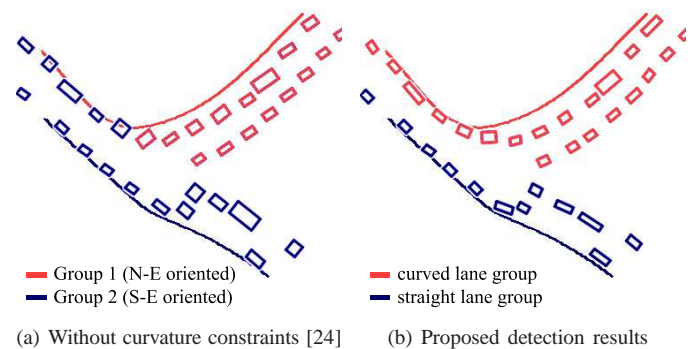 Group 1 (N-E oriented)
Group 2 (S-E oriented)
curved lane group
straight lane group
(a) Without curvature constraints [24]
(b) Proposed detection results